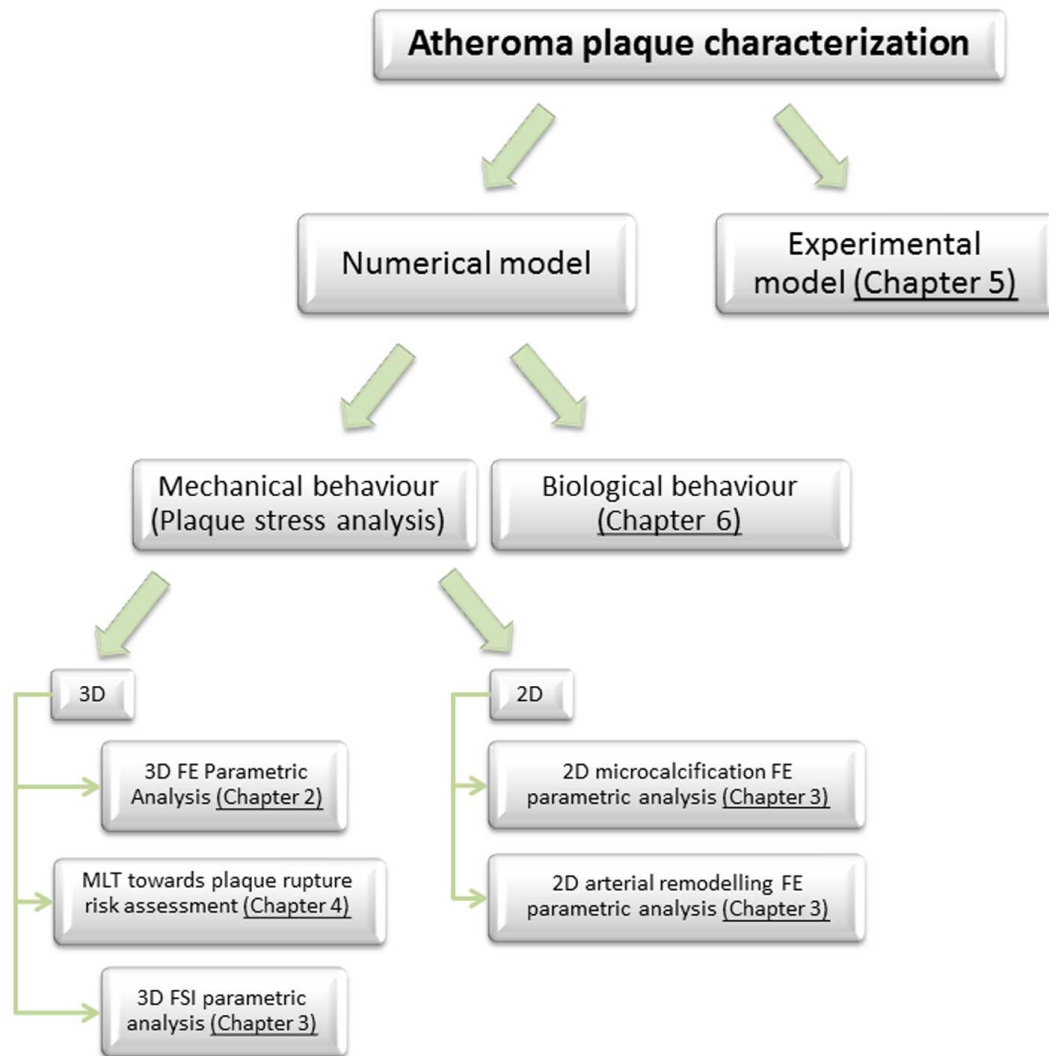 Atheroma plaque characterization
Numerical model
Experimental
model (Chapter 5)
Mechanical behaviour
(Plaque stress analysis)
Biological behaviour
(Chapter 6)
3D
3D FE Parametric
Analysis (Chapter 2)
MLT towards plaque rupture
risk assessment (Chapter 4)
3D FSI parametric
analysis (Chapter 3)
2D
2D microcalcification FE
parametric analysis (Chapter 3)
2D arterial remodelling FE
parametric analysis (Chapter 3)